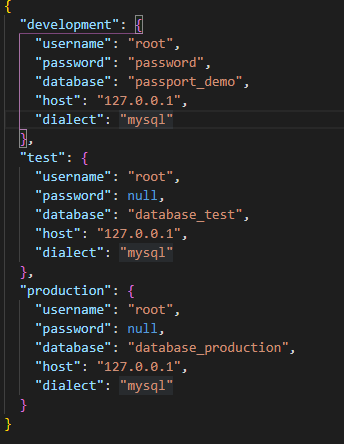 {
"development": {
"username": "root",
"password": "password",
"database": "passport_demo",
"host": "127.0.0.1",
"dialect": "mysql"
},
"test": {
"username": "root",
"password": null,
"database": "database_test",
"host": "127.0.0.1",
"dialect": "mysql"
},
"production": {
"username": "root",
"password": null,
"database": "database_production",
"host": "127.0.0.1",
"dialect": "mysql"
}
}